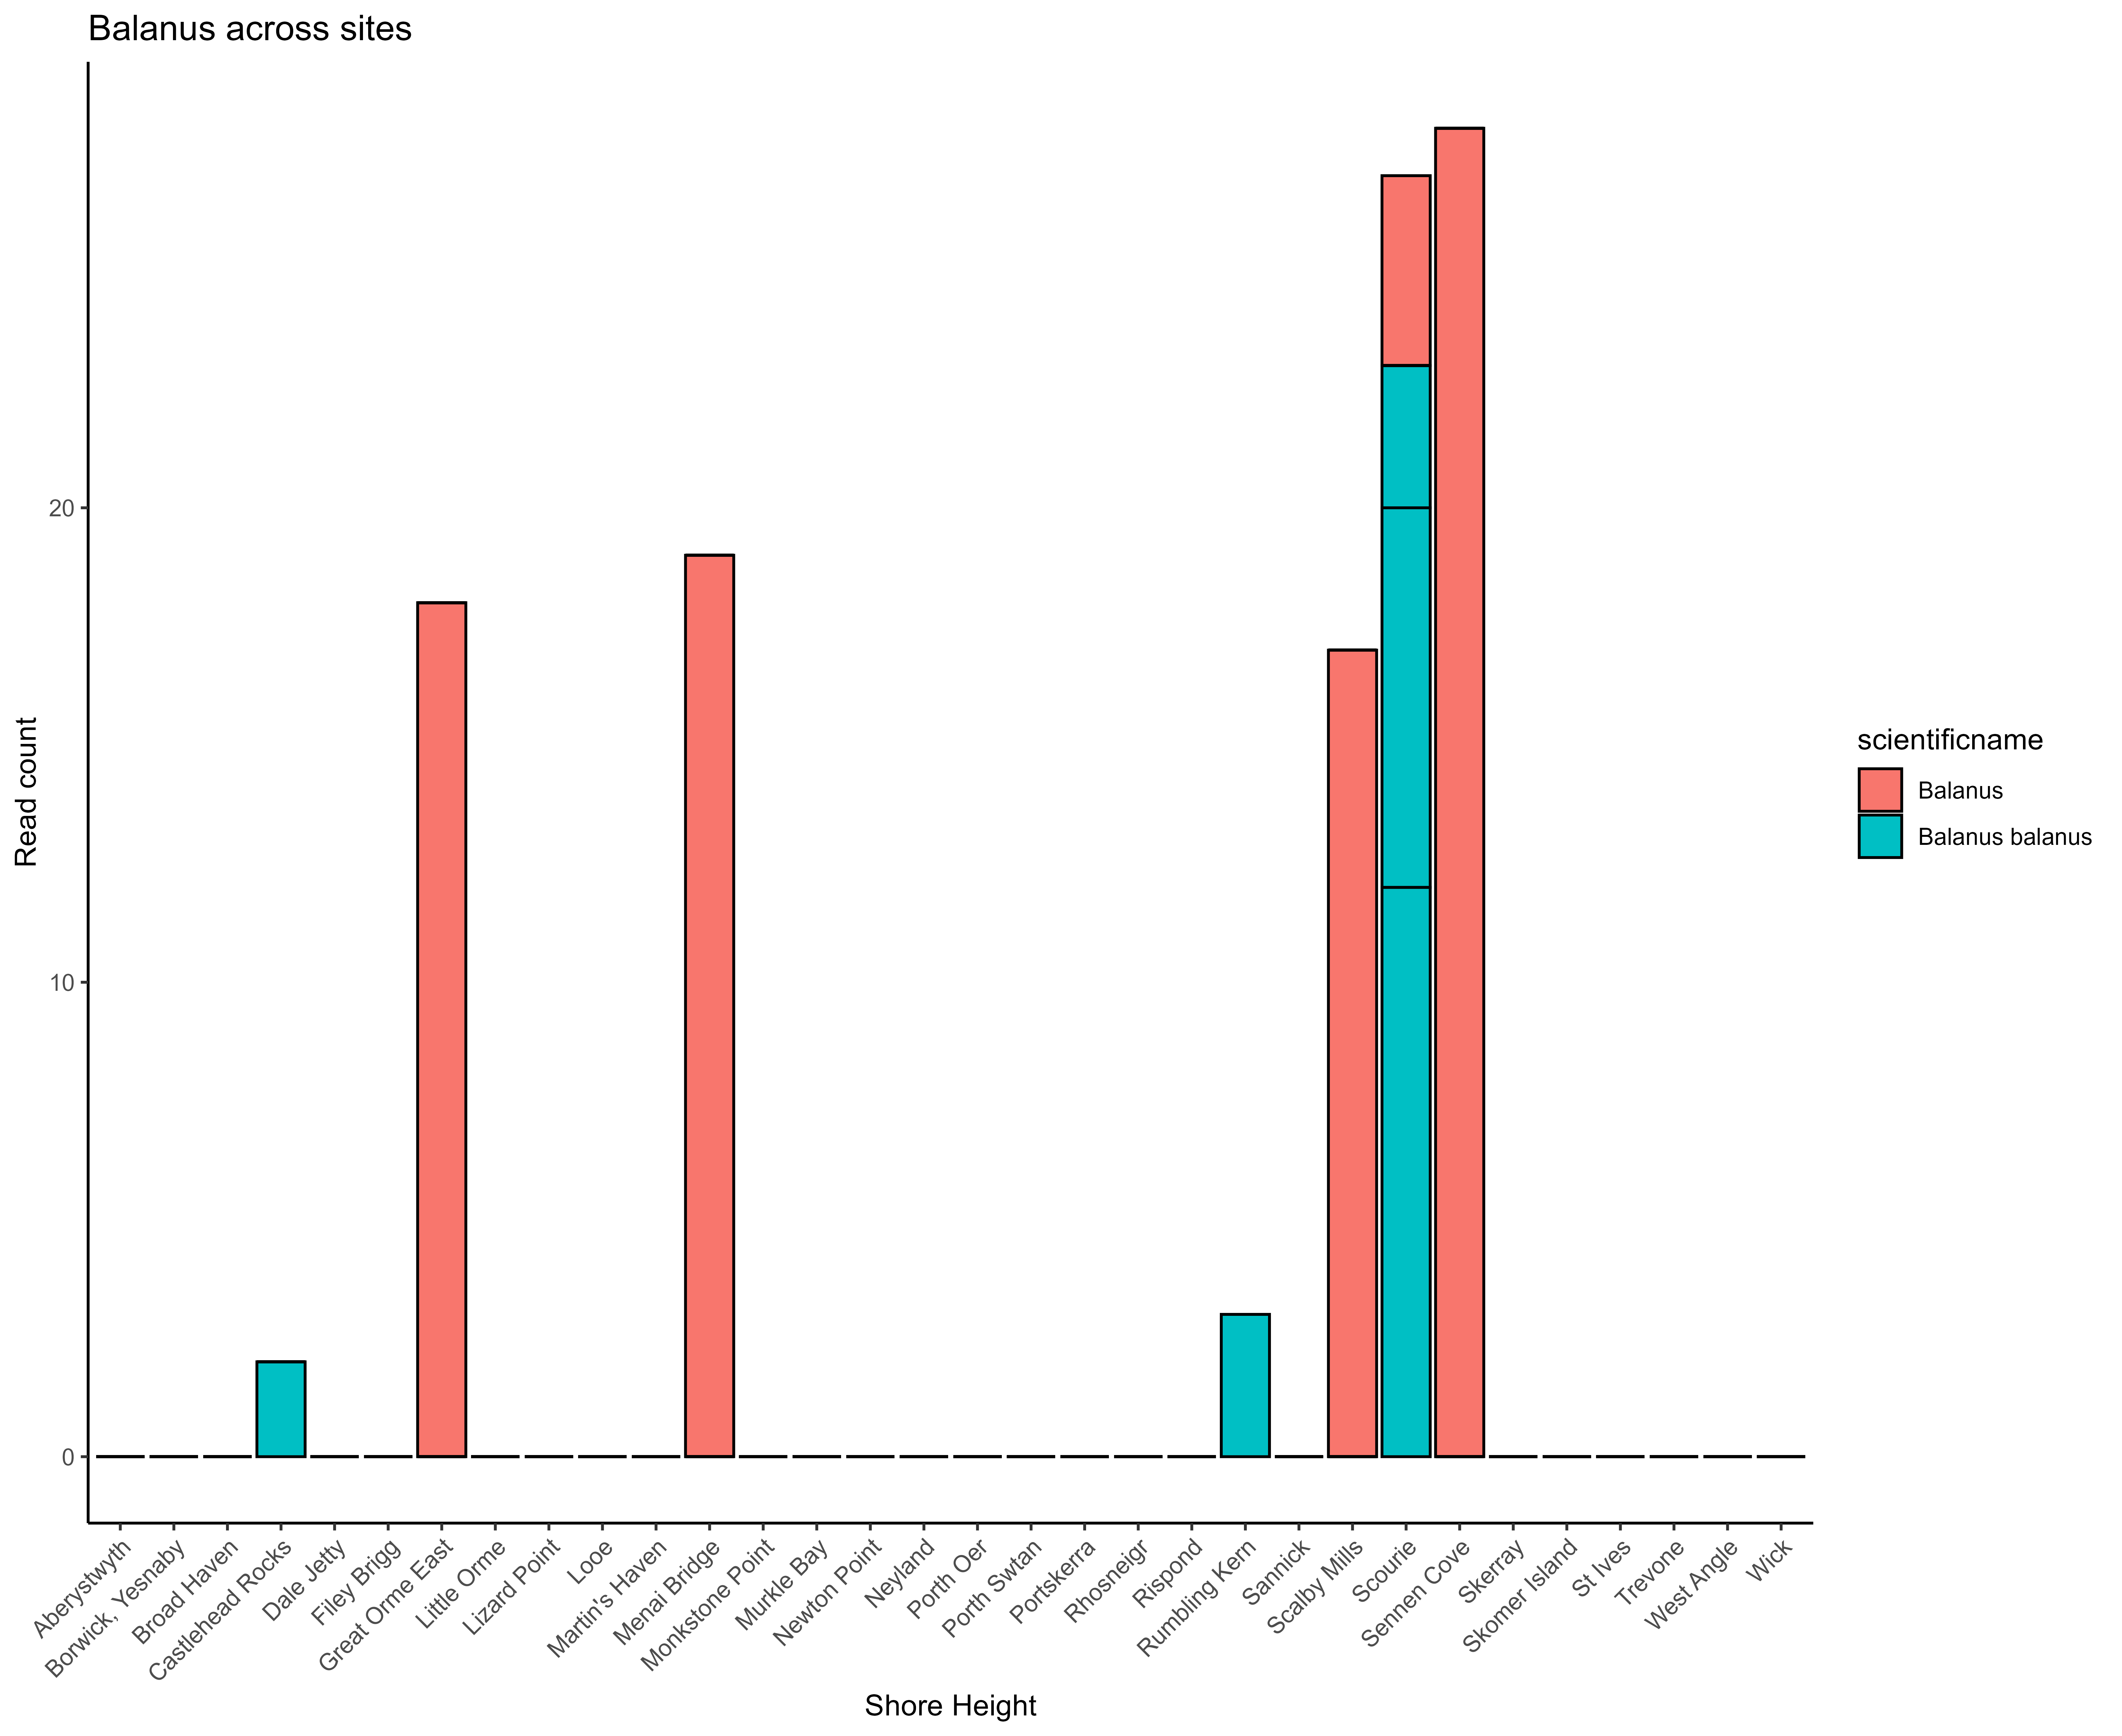 Balanus across sites
Read count
20
10
0
Aberystwyth
Borwick, Yesnaby
Broad Haven
Castlehead Rocks
Dale Jetty
Filey Brigg
Great Orme East
Little Orme
Lizard Point
Looe
Martin's Haven
Menai Bridge
Monkstone Point
Murkle Bay
Newton Point
Neyland
Porth Oer
Porth Swtan
Portskerra
Rhosneigr
Rispond
Rumbling Kern
Sannick
Scalby Mills
Scourie
Sennen Cove
Skerray
Skomer Island
St Ives
Trevone
West Angle
Wick
Shore Height
scientificname
Balanus
Balanus balanus